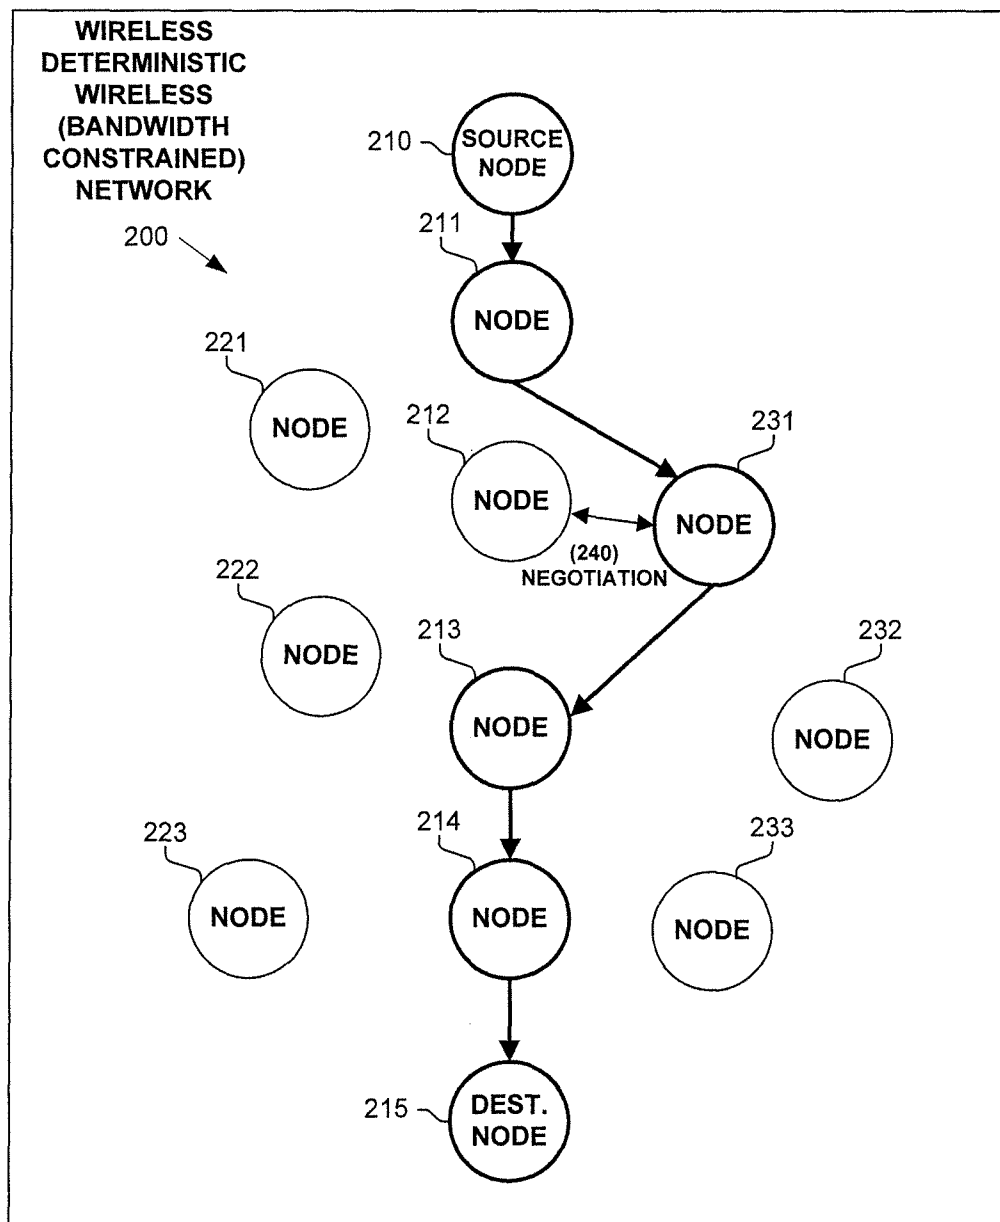 WIRELESS
DETERMINISTIC
WIRELESS
(BANDWIDTH
CONSTRAINED)
NETWORK
200
210
SOURCE
NODE
211
NODE
221
NODE
212
NODE
231
NODE
(240)
NEGOTIATION
222
NODE
213
NODE
232
NODE
223
NODE
214
NODE
233
NODE
215
DEST.
NODE